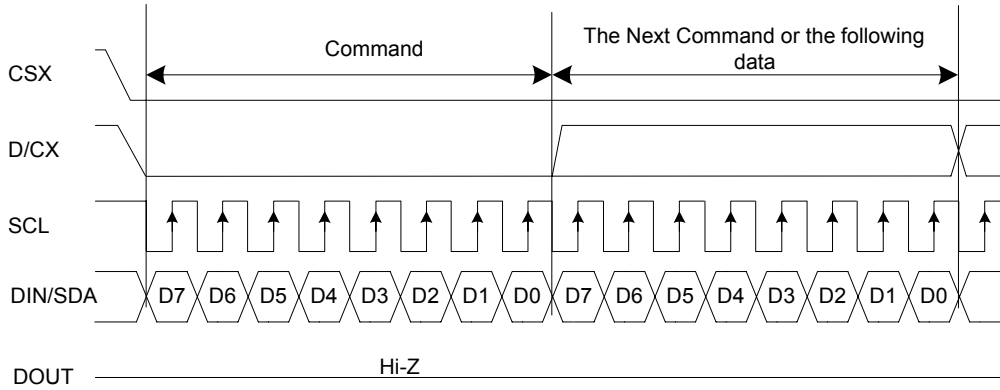 Command
The Next Command or the following
data
CSX
D/CX
SCL
DIN/SDA D7 D6 D5 D4 D3 D2 D1 D0 D7 D6 D5 D4 D3 D2 D1 D0
Hi-Z
DOUT